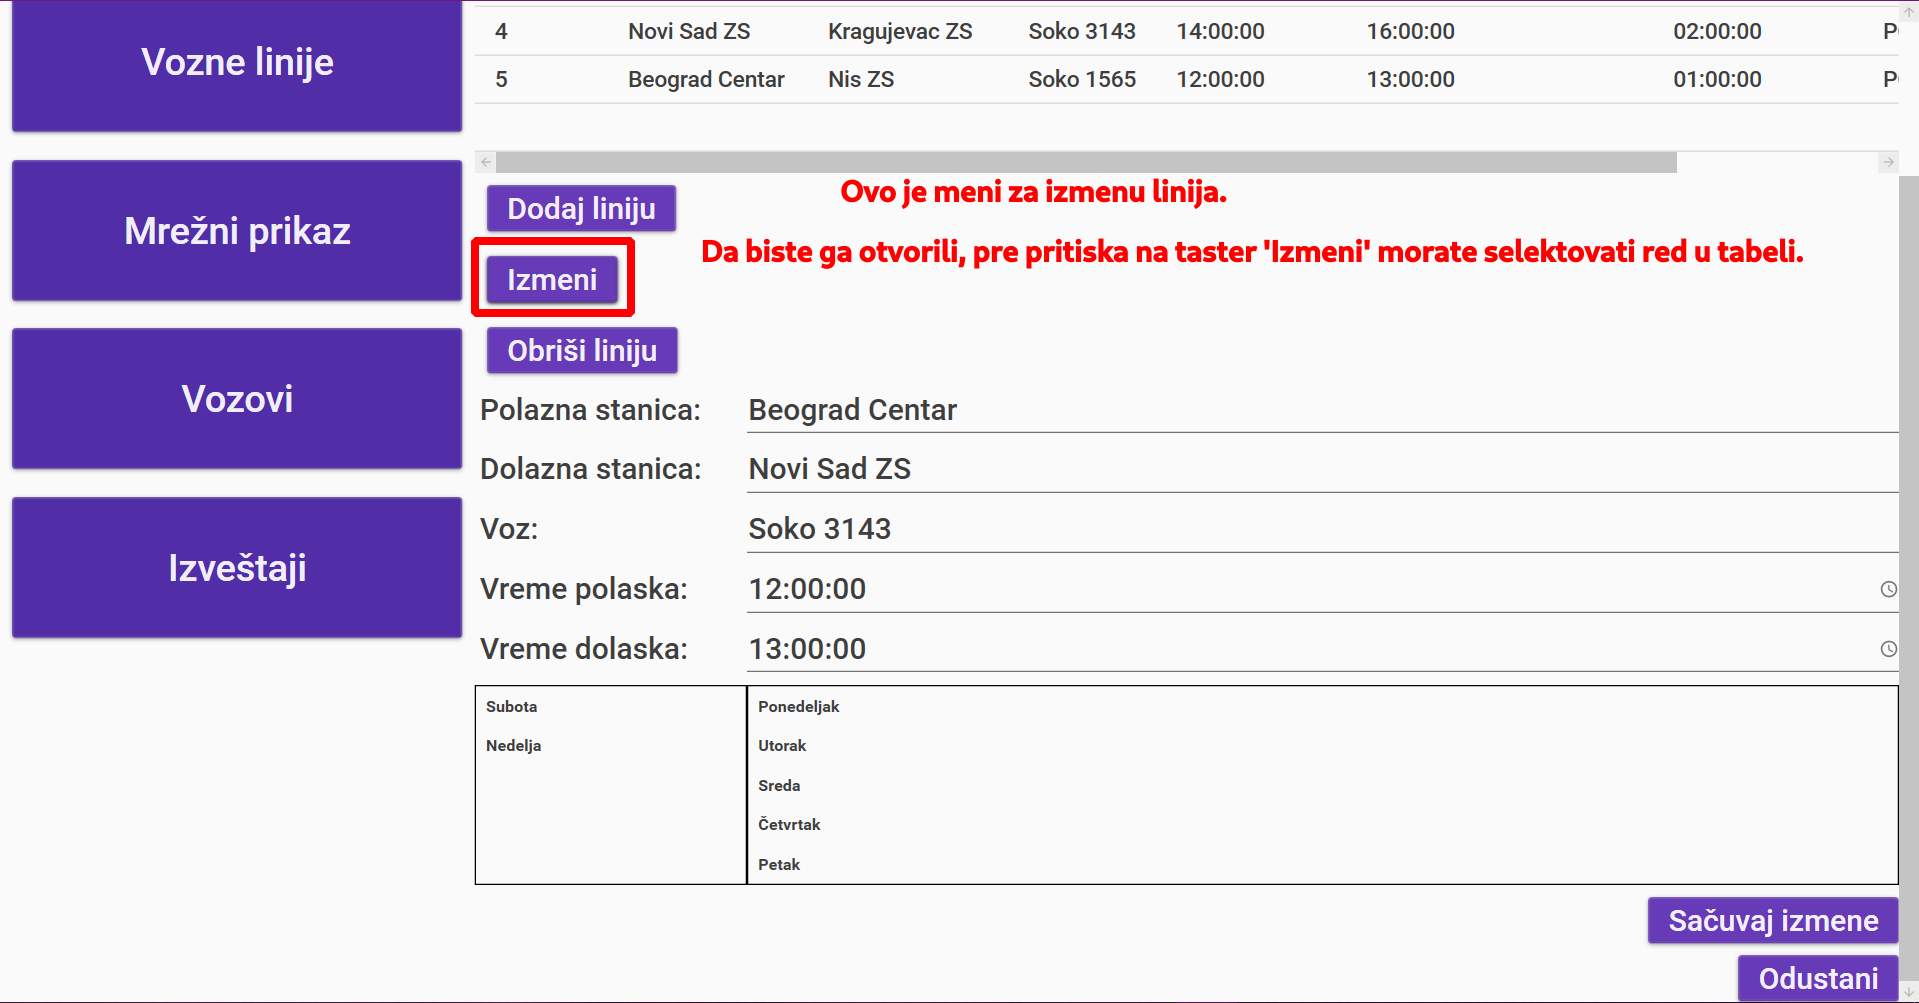 Vozne linije
Mrežni prikaz
Vozovi
Izveštaji
4 Novi Sad ZS Kragujevac ZS Soko 3143 14:00:00 16:00:00 02:00:00
5 Beograd Centar Nis ZS Soko 1565 12:00:00 13:00:00 01:00:00
Dodaj liniju
Ovo je meni za izmenu linija.
Da biste ga otvorili, pre pritiska na taster 'Izmeni' morate selektovati red u tabeli.
Izmeni
Obriši liniju
Polazna stanica: Beograd Centar
Dolazna stanica: Novi Sad ZS
Voz: Soko 3143
Vreme polaska: 12:00:00
Vreme dolaska: 13:00:00
Subota
Nedelja
Ponedeljak
Utorak
Sreda
Četvrtak
Petak
Sačuvaj izmene
Odustani